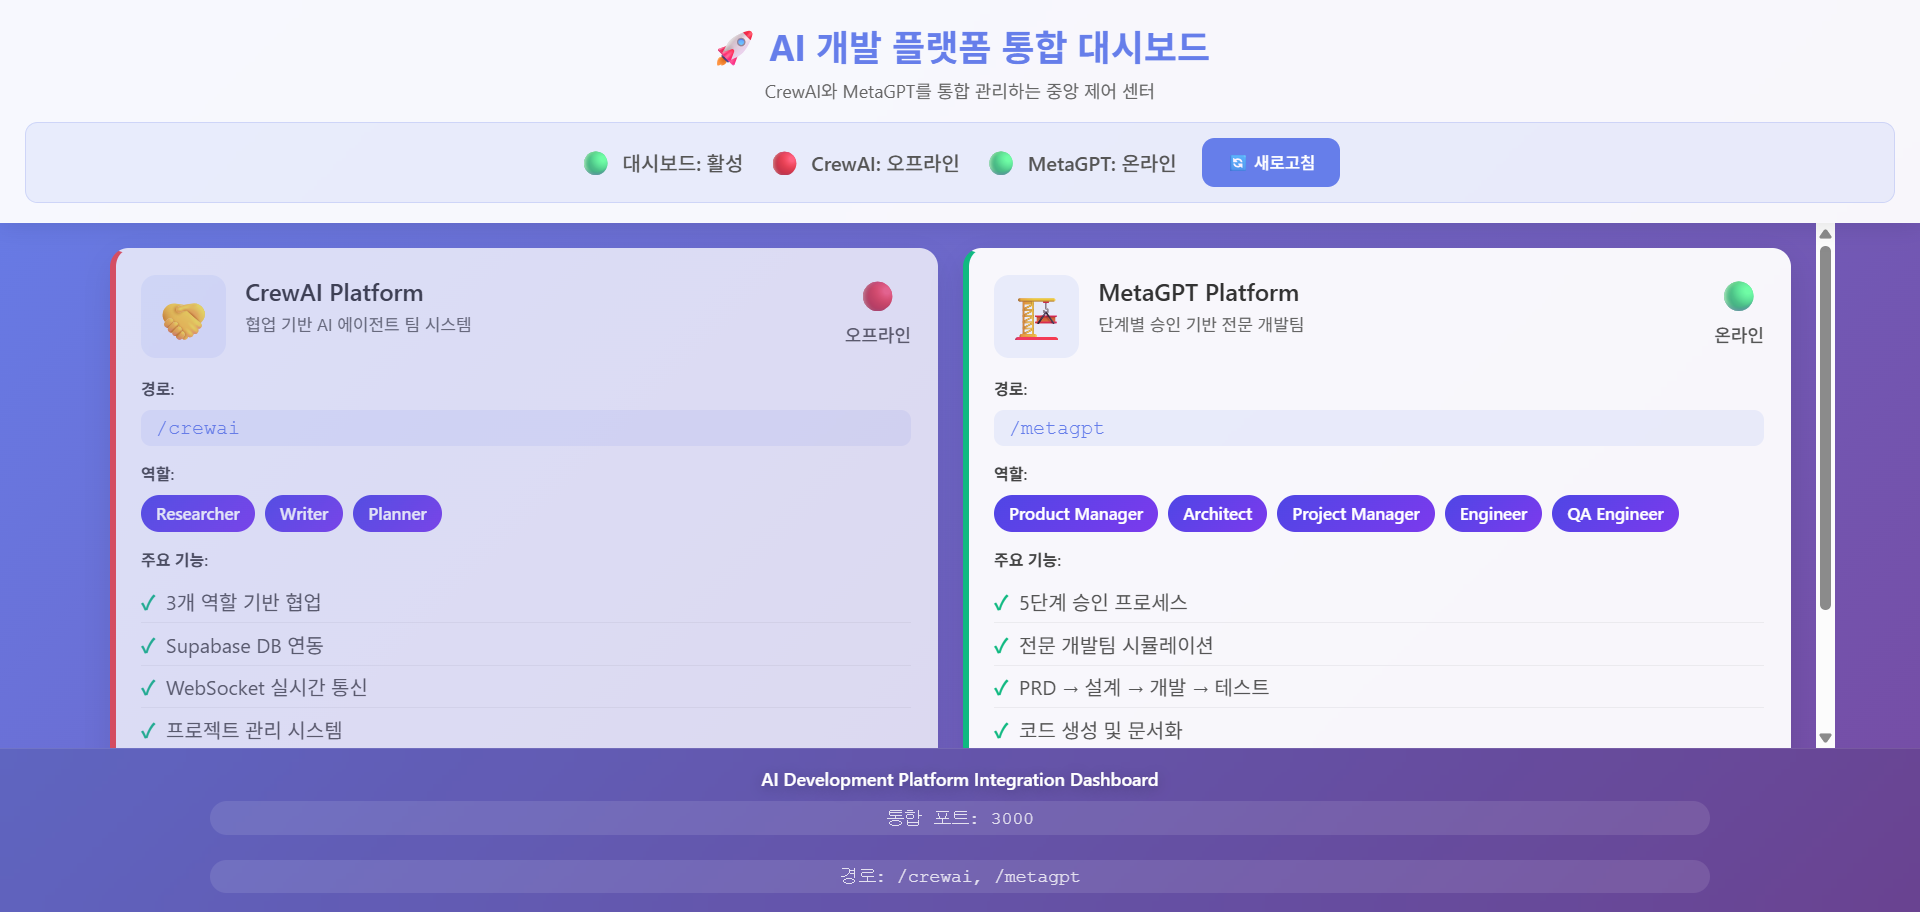 AI 개발 플랫폼 통합 대시보드
CrewAI와 MetaGPT를 통합 관리하는 중앙 제어 센터
대시보드: 활성
CrewAI: 오프라인
MetaGPT: 온라인
새로고침
CrewAI Platform
협업 기반 AI 에이전트 팀 시스템
오프라인
경로:
/crewai
역할:
Researcher
Writer
Planner
주요 기능:
✓ 3개 역할 기반 협업
✓ Supabase DB 연동
✓ WebSocket 실시간 통신
✓ 프로젝트 관리 시스템
MetaGPT Platform
단계별 승인 기반 전문 개발팀
온라인
경로:
/metagpt
역할:
Product Manager
Architect
Project Manager
Engineer
QA Engineer
주요 기능:
✓ 5단계 승인 프로세스
✓ 전문 개발팀 시뮬레이션
✓ PRD → 설계 → 개발 → 테스트
✓ 코드 생성 및 문서화
AI Development Platform Integration Dashboard
통합 포트: 3000
경로: /crewai, /metagpt